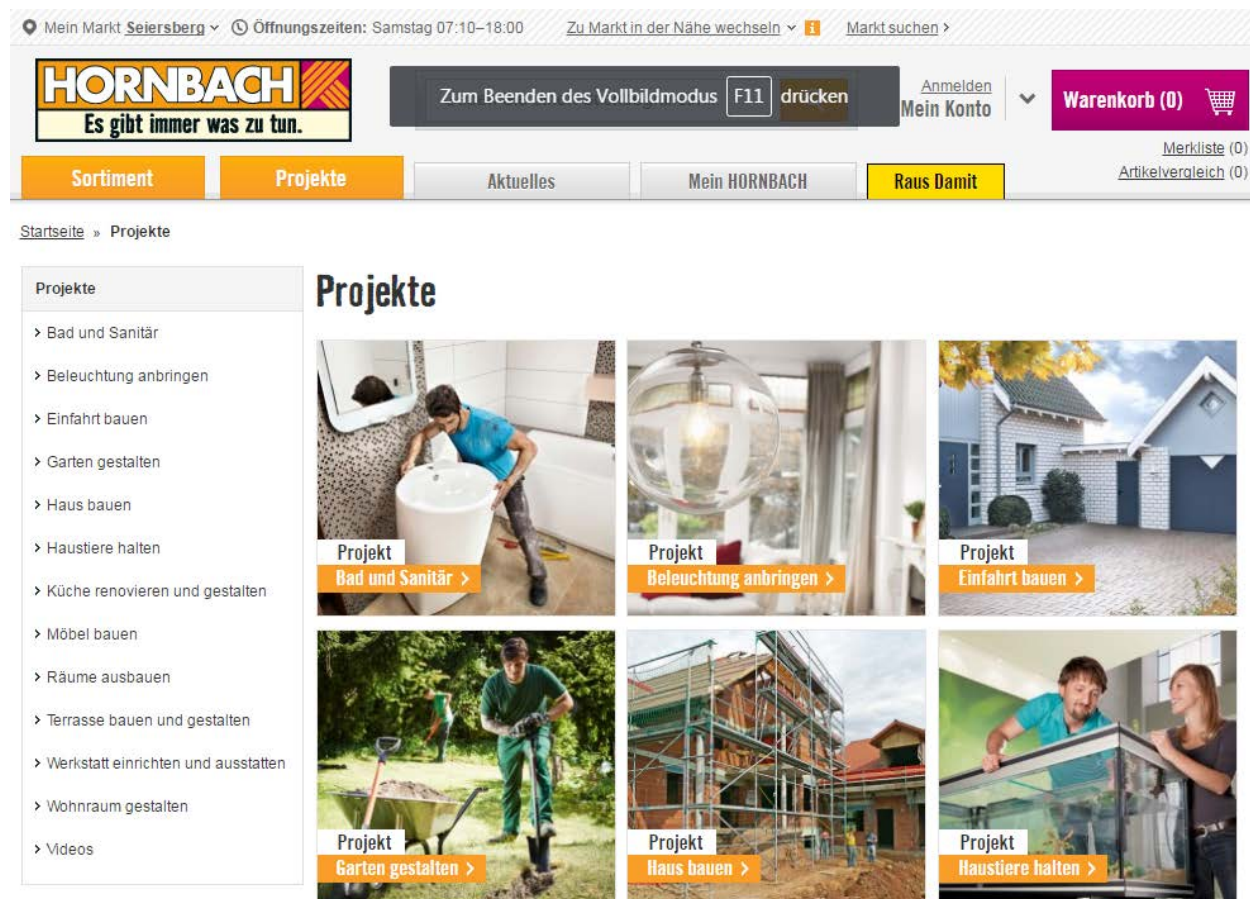 Mein Markt Seiersberg Öffnungszeiten: Samstag 07:10–18:00 Zu Markt in der Nähe wechseln i Markt suchen >
HORNBACH
Es gibt immer was zu tun.
Zum Beenden des Vollbildmodus F11 drücken
Anmelden
Mein Konto
Warenkorb (0)
Merkliste (0)
Artikelvergleich (0)
Sortiment Projekte Aktuelles Mein HORNBACH Raus Damit
Startseite » Projekte
Projekte
> Bad und Sanitär
> Beleuchtung anbringen
> Einfahrt bauen
> Garten gestalten
> Haus bauen
> Haustiere halten
> Küche renovieren und gestalten
> Möbel bauen
> Räume ausbauen
> Terrasse bauen und gestalten
> Werkstatt einrichten und ausstatten
> Wohnraum gestalten
> Videos
Projekte
Projekt
Bad und Sanitär >
Projekt
Beleuchtung anbringen >
Projekt
Einfahrt bauen >
Projekt
Garten gestalten >
Projekt
Haus bauen >
Projekt
Haustiere halten >